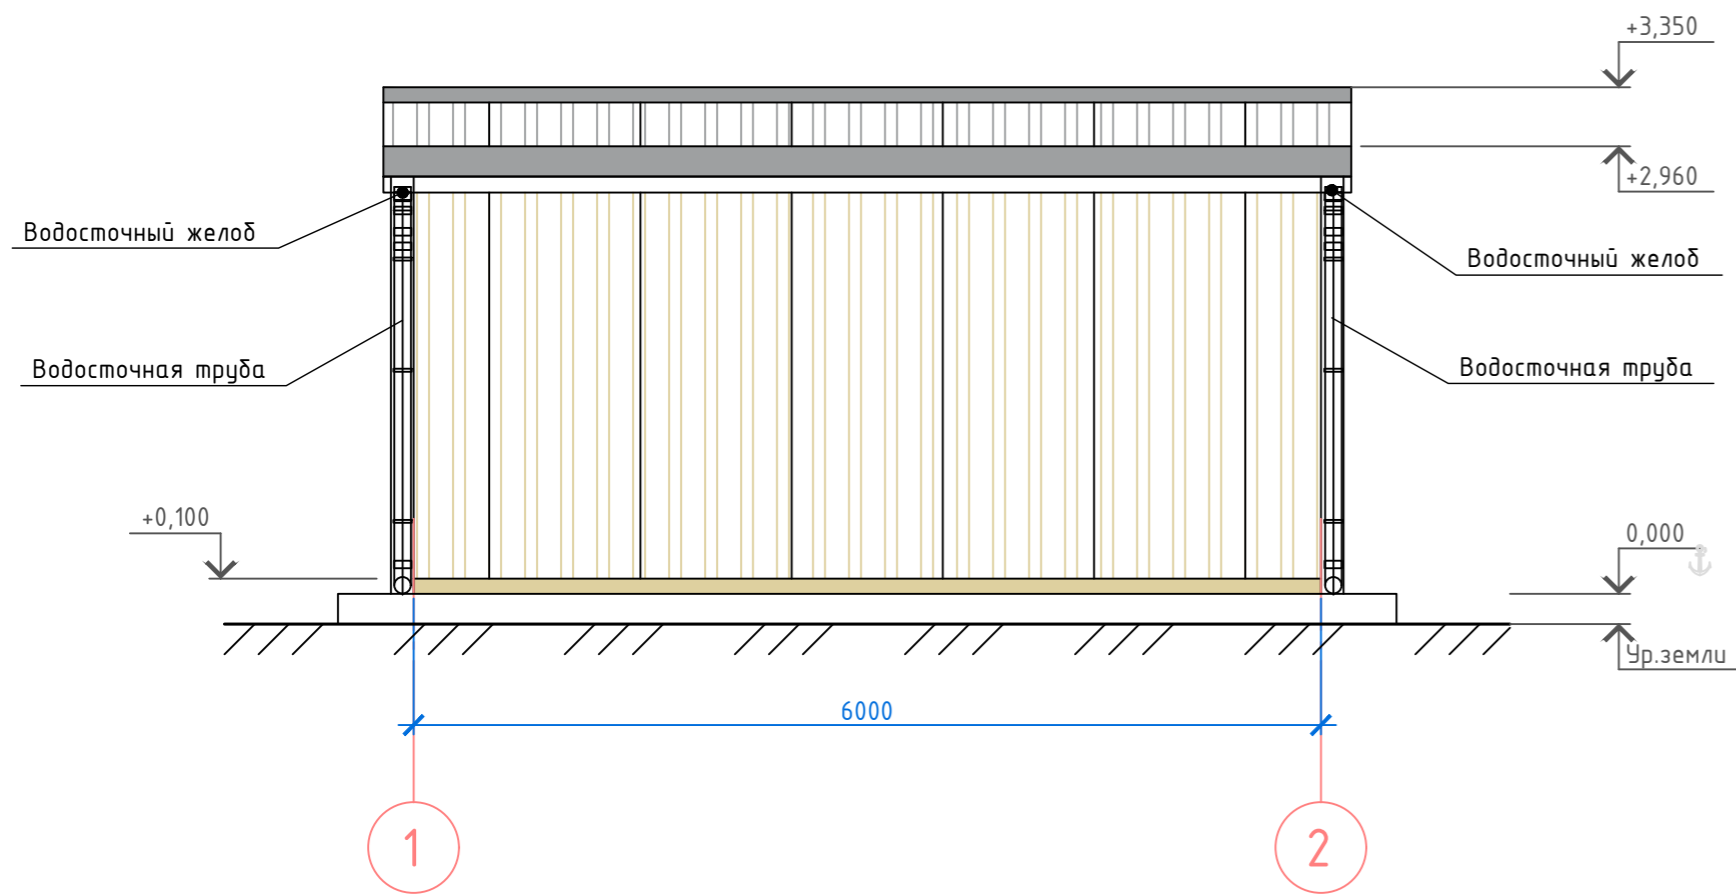 +3,350
+2,960
Водосточный желоб
Водосточный желоб
Водосточная труба
Водосточная труба
+0,100
0,000
Ур.земли
6000
1
2